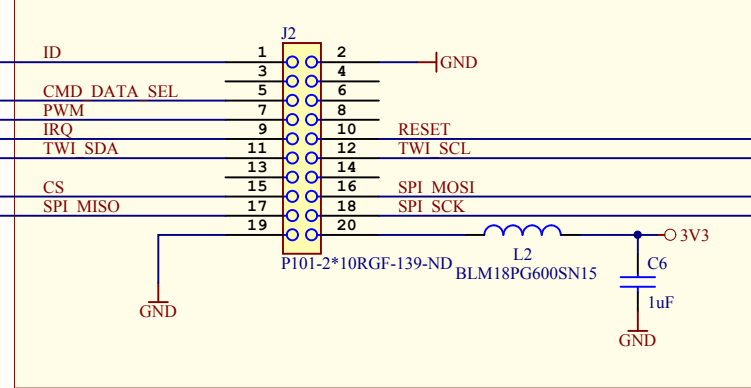 J2
ID 1 2 GND
3 4
CMD_DATA_SEL 5 6
PWM 7 8
IRQ 9 10 RESET
TWI_SDA 11 12 TWI_SCL
13 14
CS 15 16 SPI_MOSI
SPI_MISO 17 18 SPI_SCK
19 20 3V3
P101-2*10RGF-139-ND
L2
BLM18PG600SN15
C6
1uF
GND
GND